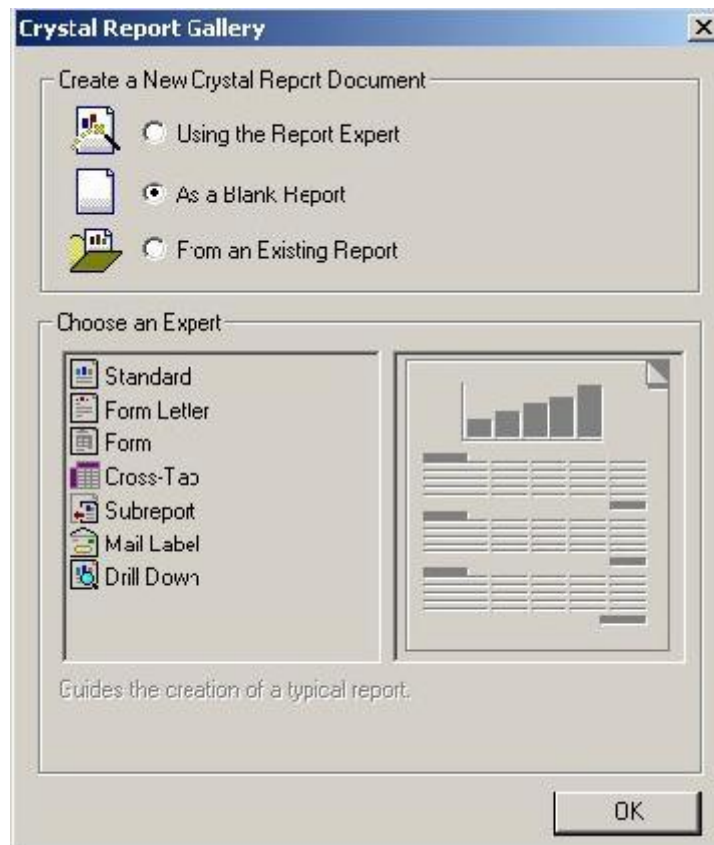 Crystal Report Gallery
Create a New Crystal Report Document
Using the Report Expert
As a Blank Report
From an Existing Report
Choose an Expert
Standard
Form Letter
Form
Cross-Tab
Subreport
Mail Label
Drill Down
Guides the creation of a typical report.
OK